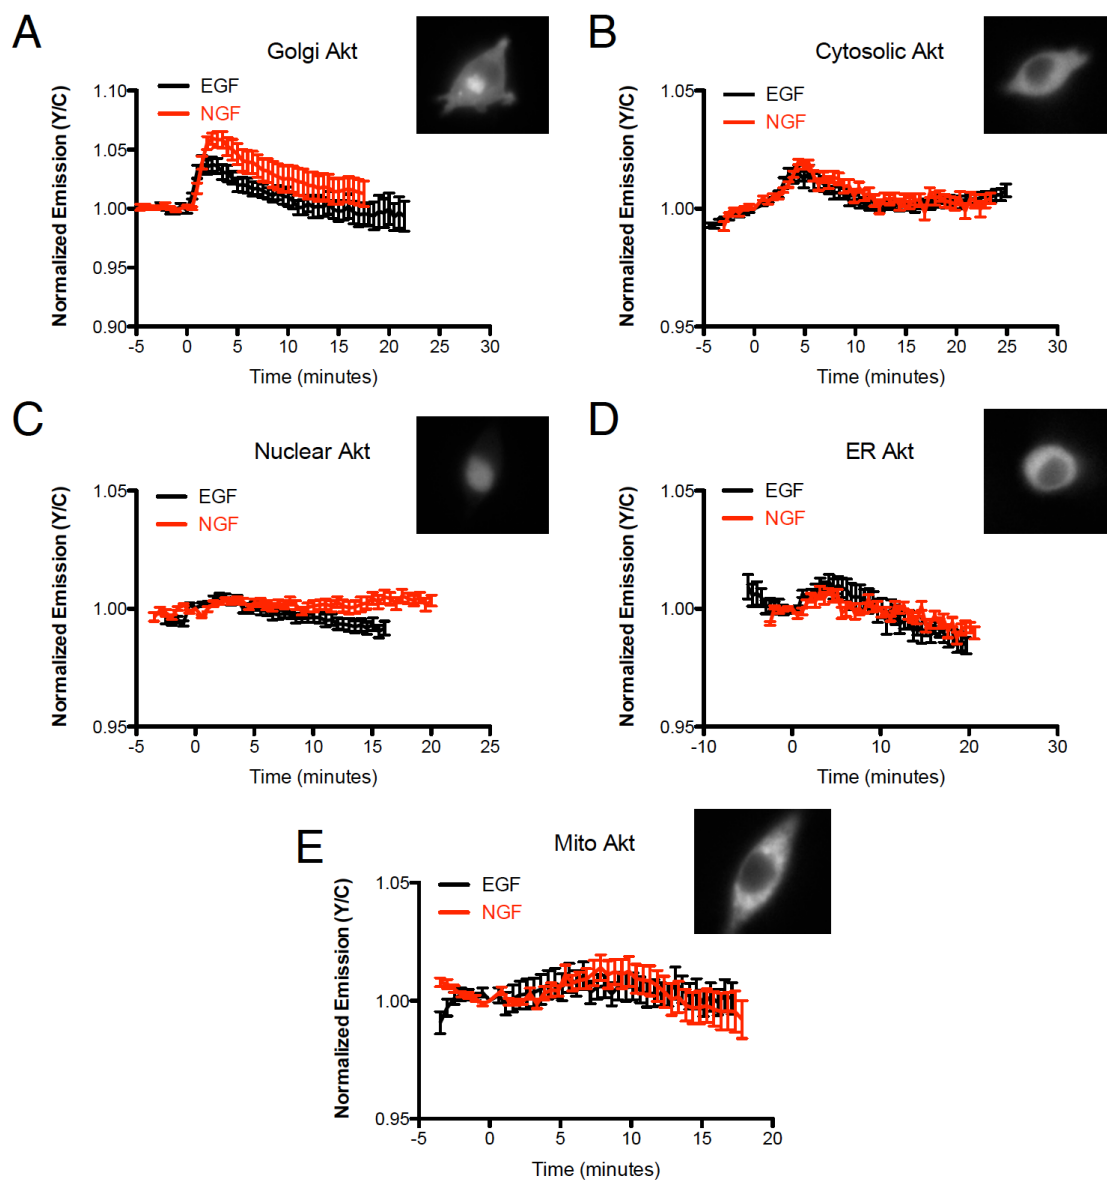 A
Golgi Akt
EGF
NGF
1.10
1.05
1.00
0.95
0.90
Normalized Emission (Y/C)
-5 0 5 10 15 20 25 30
Time (minutes)
B
Cytosolic Akt
EGF
NGF
1.05
1.00
0.95
Normalized Emission (Y/C)
-5 0 5 10 15 20 25 30
Time (minutes)
C
Nuclear Akt
EGF
NGF
1.05
1.00
0.95
Normalized Emission (Y/C)
-5 0 5 10 15 20 25
Time (minutes)
D
ER Akt
EGF
NGF
1.05
1.00
0.95
Normalized Emission (Y/C)
-10 0 10 20 30
Time (minutes)
E
Mito Akt
EGF
NGF
1.05
1.00
0.95
Normalized Emission (Y/C)
-5 0 5 10 15 20
Time (minutes)